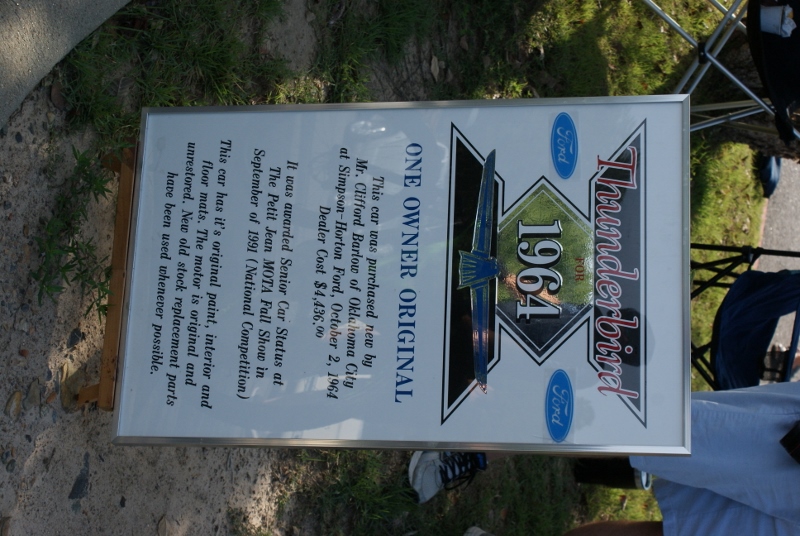 Thunderbird
Ford
FOR
Ford
1964
ONE OWNER ORIGINAL
This car was purchased new by
Mr. Clifford Barlow of Oklahoma City
at Simpson-Horton Ford, October 2, 1964
Dealer Cost $4,436.00
It was awarded Senior Car Status at
The Petit Jean MOTA Fall Show in
September of 1991 (National Competition)
This car has it's original paint, interior and
floor mats. The motor is original and
unrestored. New old stock replacement parts
have been used whenever possible.